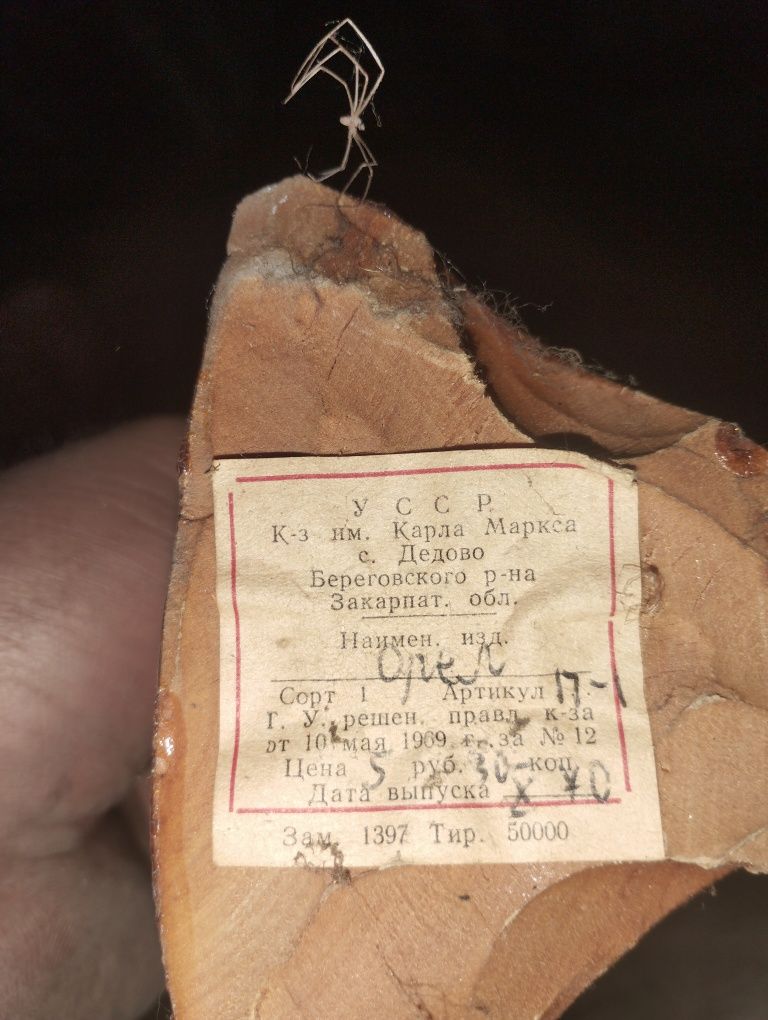 УССР
К-з им. Карла Маркса
с. Дедово
Береговского р-на
Закарпат. обл.
Наимен. изд.
Орел
Сорт 1 Артикул 17-1
Г. У. решен. правл к-за
от 10 мая 1969 г. за № 12
Цена 5 руб. 30 коп
Дата выпуска X 70
Зам. 1397 Тир. 50000